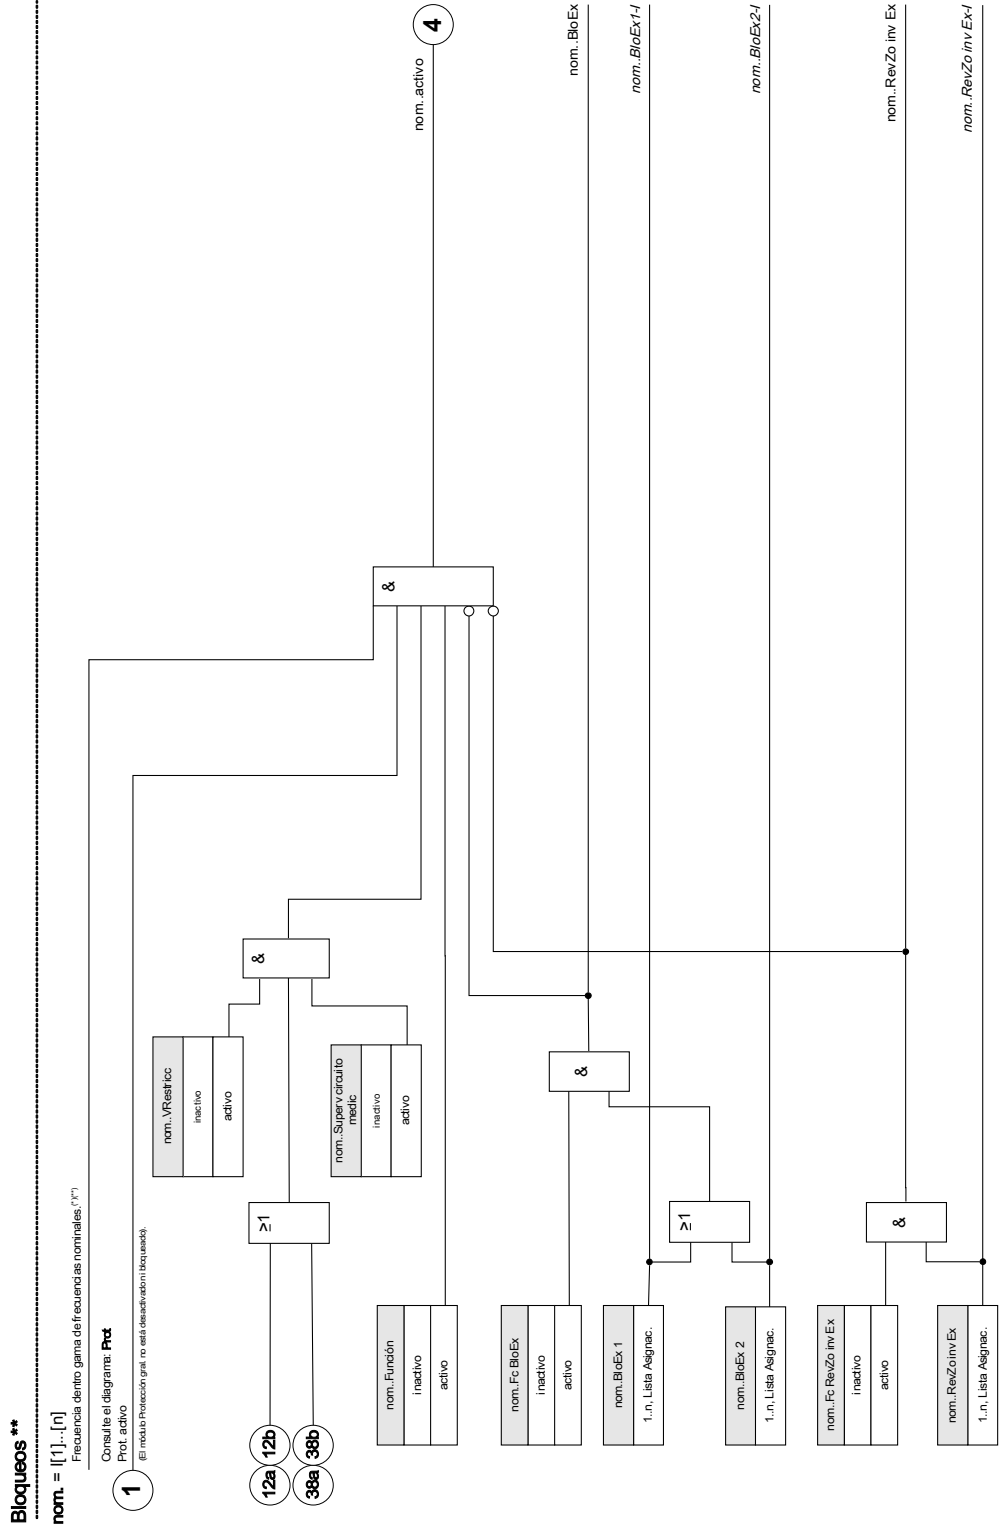 Bloqueos **
nom. = I[1]...[n]
Frecuencia dentro gama de frecuencias nominales.(*)(**)
Consulte el diagrama: Prot
Prot. activo
1
(El módulo Protección gral. no está desactivado ni bloqueado).
nom..VRestricc
inactivo
activo
&
12a 12b
38a 38b
≥1
nom..Superv circuito
medic
inactivo
activo
nom..Función
inactivo
activo
&
nom..activo
4
nom..Fc BloEx
inactivo
activo
&
nom..BloEx
nom..BloEx 1
1..n, Lista Asignac.
nom..BloEx1-I
≥1
nom..BloEx 2
1..n, Lista Asignac.
nom..BloEx2-I
nom..Fc RevZo inv Ex
inactivo
activo
&
nom..RevZo inv Ex
nom..RevZo inv Ex
1..n, Lista Asignac.
nom..RevZo inv Ex-I